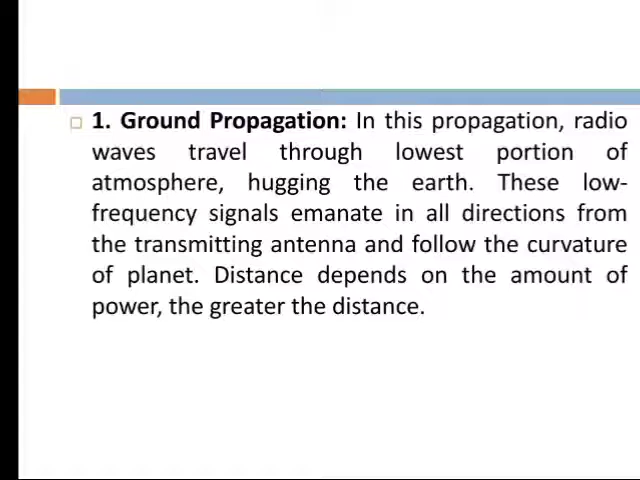 1. Ground Propagation: In this propagation, radio
waves travel through lowest portion of
atmosphere, hugging the earth. These low-
frequency signals emanate in all directions from
the transmitting antenna and follow the curvature
of planet. Distance depends on the amount of
power, the greater the distance.